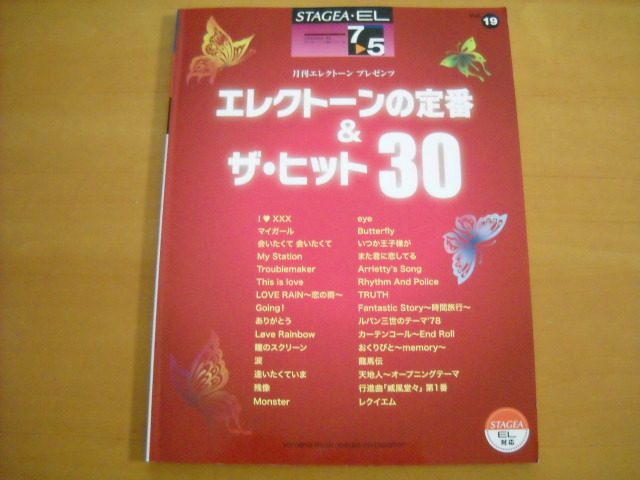 STAGEA・EL
19
7▶5
月刊エレクトーン プレゼンツ
エレクトーンの定番
&
ザ・ヒット 30
I ♥ XXX
マイガール
会いたくて 会いたくて
My Station
Troublemaker
This is love
LOVE RAIN〜恋の雨〜
Going!
ありがとう
Love Rainbow
瞳のスクリーン
涙
逢いたくていま
残像
Monster
eye
Butterfly
いつか王子様が
また君に恋してる
Arrietty's Song
Rhythm And Police
TRUTH
Fantastic Story〜時間旅行〜
ルパン三世のテーマ'78
カーテンコール〜End Roll
おくりびと〜memory〜
龍馬伝
天地人〜オープニングテーマ
行進曲「威風堂々」第1番
レクイエム
STAGEA
EL
対応